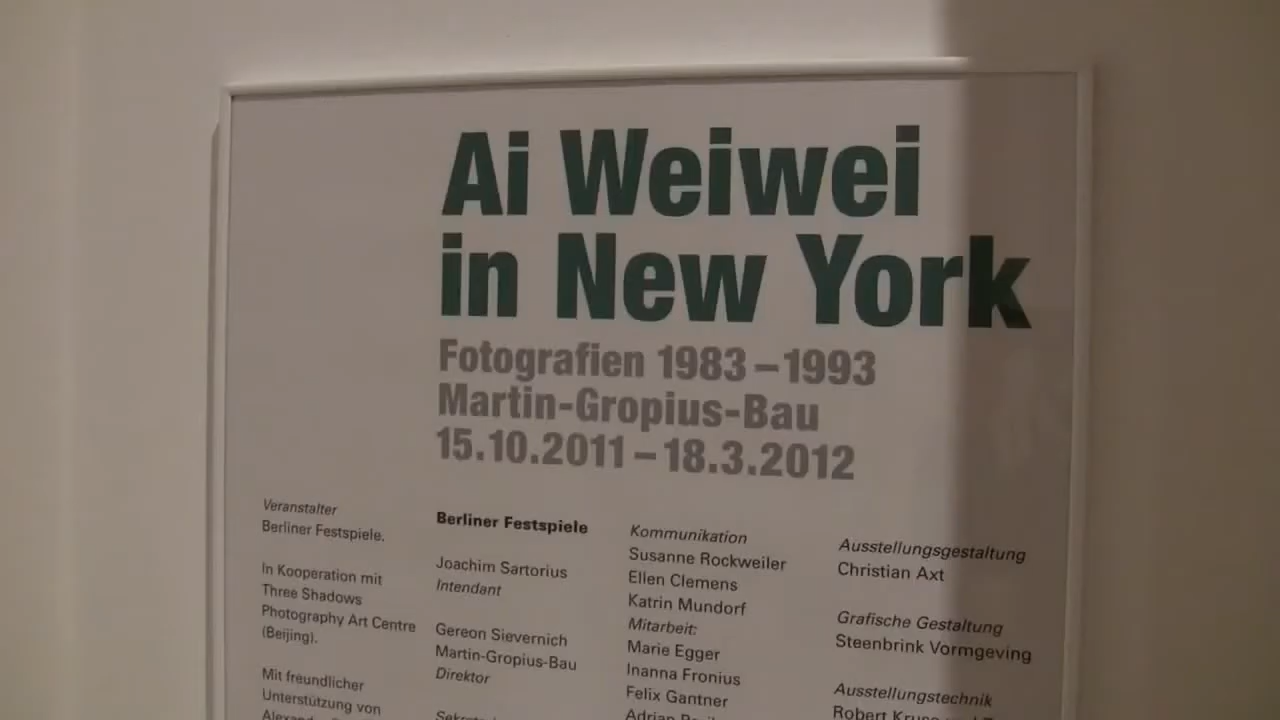 Ai Weiwei
in New York
Fotografien 1983 – 1993
Martin-Gropius-Bau
15.10.2011 – 18.3.2012
Veranstalter
Berliner Festspiele.
In Kooperation mit
Three Shadows
Photography Art Centre
(Beijing).
Mit freundlicher
Unterstützung von
Berliner Festspiele
Joachim Sartorius
Intendant
Gereon Sievernich
Martin-Gropius-Bau
Direktor
Kommunikation
Susanne Rockweiler
Ellen Clemens
Katrin Mundorf
Mitarbeit:
Marie Egger
Inanna Fronius
Felix Gantner
Adrian
Ausstellungsgestaltung
Christian Axt
Grafische Gestaltung
Steenbrink Vormgeving
Ausstellungstechnik
Robert